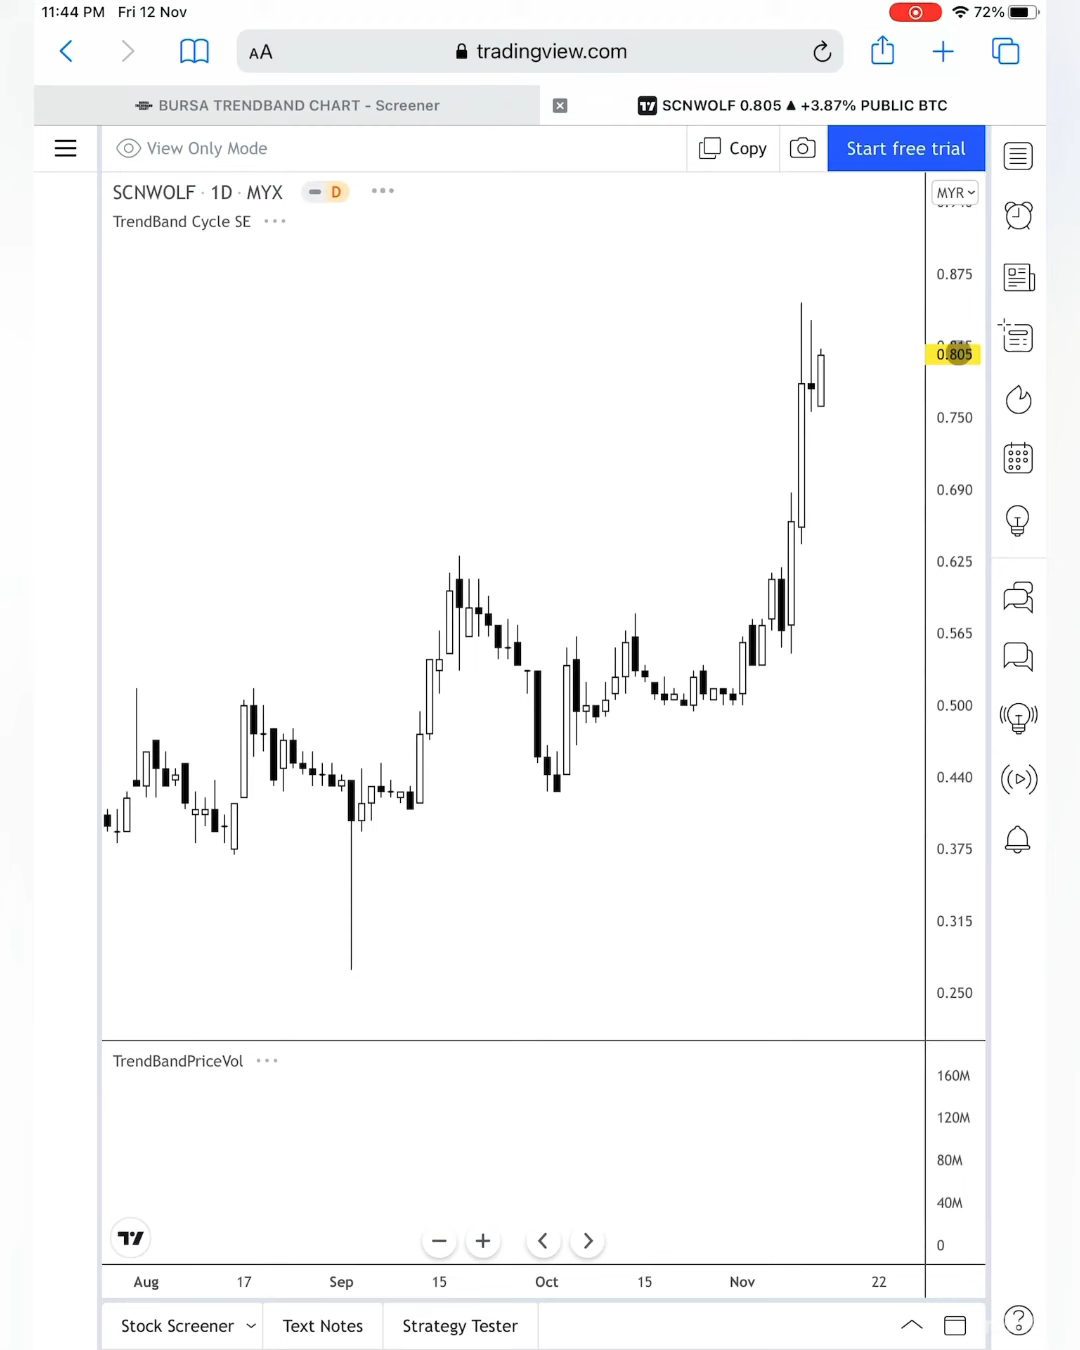 11:44 PM Fri 12 Nov
72%
AA
tradingview.com
BURSA TRENDBAND CHART - Screener
SCNWOLF 0.805 ▲ +3.87% PUBLIC BTC
View Only Mode
Copy
Start free trial
SCNWOLF · 1D · MYX
D
MYR
TrendBand Cycle SE
0.875
0.805
0.750
0.690
0.625
0.565
0.500
0.440
0.375
0.315
0.250
TrendBandPriceVol
160M
120M
80M
40M
0
Aug 17 Sep 15 Oct 15 Nov 22
Stock Screener Text Notes Strategy Tester